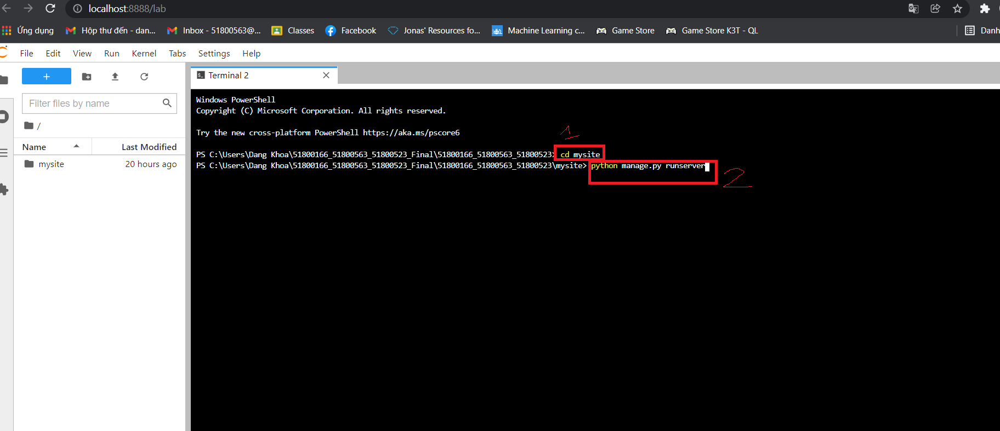 localhost:8888/lab
Ứng dụng
Hộp thư đến - dan...
Inbox - 51800563@...
Classes
Facebook
Jonas' Resources fo...
Machine Learning c...
Game Store
Game Store K3T - QL
Danh
File Edit View Run Kernel Tabs Settings Help
+
Terminal 2
Filter files by name
/
Name Last Modified
mysite 20 hours ago
Windows PowerShell
Copyright (C) Microsoft Corporation. All rights reserved.
Try the new cross-platform PowerShell https://aka.ms/pscore6
1
PS C:\Users\Dang Khoa\51800166_51800563_51800523_Final\51800166_51800563_51800523> cd mysite
PS C:\Users\Dang Khoa\51800166_51800563_51800523_Final\51800166_51800563_51800523\mysite> python manage.py runserver
2